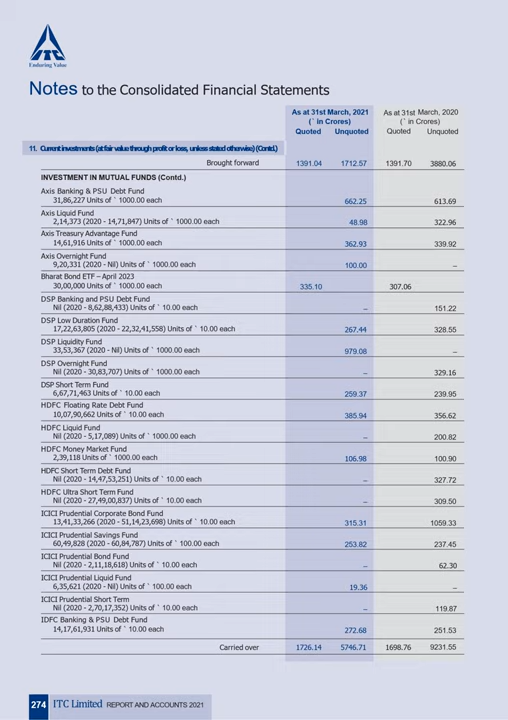 ITC
Enduring Value
Notes to the Consolidated Financial Statements
As at 31st March, 2021 As at 31st March, 2020
(` in Crores) (` in Crores)
Quoted Unquoted Quoted Unquoted
11. Current investments (at fair value through profit or loss, unless stated otherwise) (Contd.)
Brought forward 1391.04 1712.57 1391.70 3880.06
INVESTMENT IN MUTUAL FUNDS (Contd.)
Axis Banking & PSU Debt Fund
31,86,227 Units of ` 1000.00 each 662.25 613.69
Axis Liquid Fund
2,14,373 (2020 - 14,71,847) Units of ` 1000.00 each 48.98 322.96
Axis Treasury Advantage Fund
14,61,916 Units of ` 1000.00 each 362.93 339.92
Axis Overnight Fund
9,20,331 (2020 - Nil) Units of ` 1000.00 each 100.00 –
Bharat Bond ETF – April 2023
30,00,000 Units of ` 1000.00 each 335.10 307.06
DSP Banking and PSU Debt Fund
Nil (2020 - 8,62,88,433) Units of ` 10.00 each – 151.22
DSP Low Duration Fund
17,22,63,805 (2020 - 22,32,41,558) Units of ` 10.00 each 267.44 328.55
DSP Liquidity Fund
33,53,367 (2020 - Nil) Units of ` 1000.00 each 979.08 –
DSP Overnight Fund
Nil (2020 - 30,83,707) Units of ` 1000.00 each – 329.16
DSP Short Term Fund
6,67,71,463 Units of ` 10.00 each 259.37 239.95
HDFC Floating Rate Debt Fund
10,07,90,662 Units of ` 10.00 each 385.94 356.62
HDFC Liquid Fund
Nil (2020 - 5,17,089) Units of ` 1000.00 each – 200.82
HDFC Money Market Fund
2,39,118 Units of ` 1000.00 each 106.98 100.90
HDFC Short Term Debt Fund
Nil (2020 - 14,47,53,251) Units of ` 10.00 each – 327.72
HDFC Ultra Short Term Fund
Nil (2020 - 27,49,00,837) Units of ` 10.00 each – 309.50
ICICI Prudential Corporate Bond Fund
13,41,33,266 (2020 - 51,14,23,698) Units of ` 10.00 each 315.31 1059.33
ICICI Prudential Savings Fund
60,49,828 (2020 - 60,84,787) Units of ` 100.00 each 253.82 237.45
ICICI Prudential Bond Fund
Nil (2020 - 2,11,18,618) Units of ` 10.00 each – 62.30
ICICI Prudential Liquid Fund
6,35,621 (2020 - Nil) Units of ` 100.00 each 19.36 –
ICICI Prudential Short Term
Nil (2020 - 2,70,17,352) Units of ` 10.00 each – 119.87
IDFC Banking & PSU Debt Fund
14,17,61,931 Units of ` 10.00 each 272.68 251.53
Carried over 1726.14 5746.71 1698.76 9231.55
274 ITC Limited REPORT AND ACCOUNTS 2021